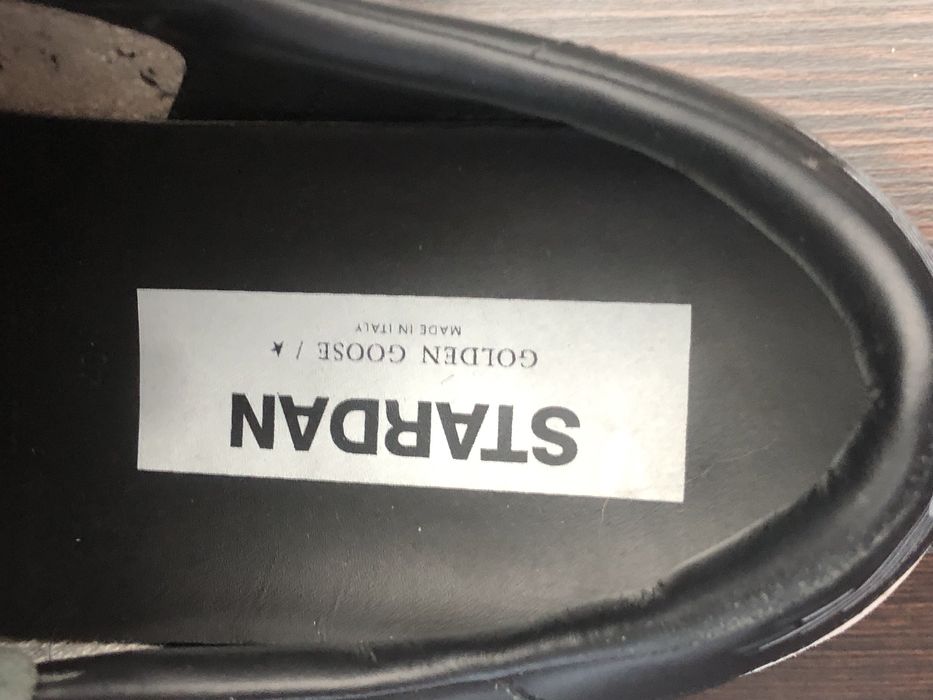 STARDAN
GOLDEN GOOSE / ★
MADE IN ITALY